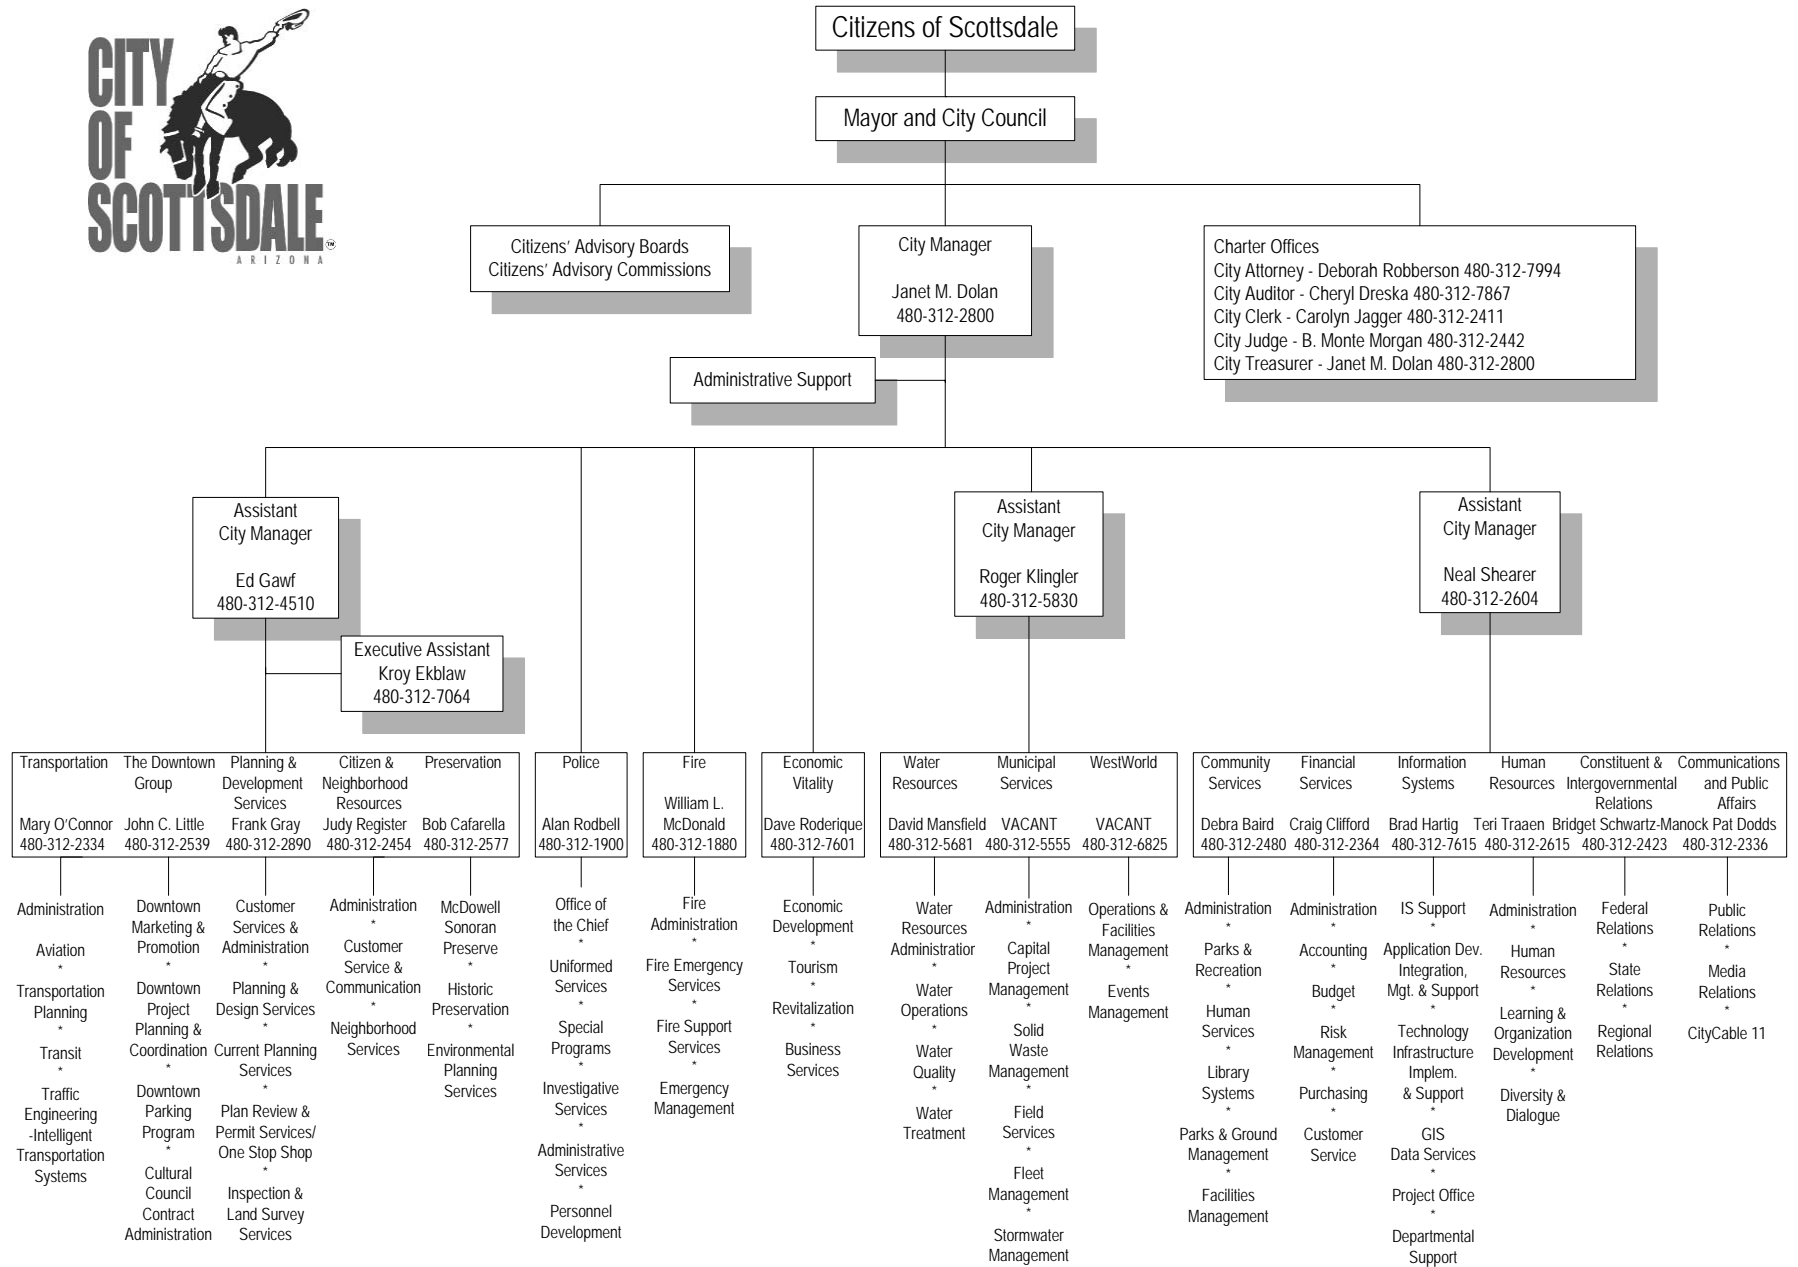 CITY
OF
SCOTTSDALE
TM
ARIZONA
Citizens of Scottsdale
Mayor and City Council
Citizens' Advisory Boards
Citizens' Advisory Commissions
City Manager
Janet M. Dolan
480-312-2800
Charter Offices
City Attorney - Deborah Robberson 480-312-7994
City Auditor - Cheryl Dreska 480-312-7867
City Clerk - Carolyn Jagger 480-312-2411
City Judge - B. Monte Morgan 480-312-2442
City Treasurer - Janet M. Dolan 480-312-2800
Administrative Support
Assistant
City Manager
Ed Gawf
480-312-4510
Executive Assistant
Kroy Ekblaw
480-312-7064
Assistant
City Manager
Roger Klingler
480-312-5830
Assistant
City Manager
Neal Shearer
480-312-2604
Transportation
Mary O'Connor
480-312-2334
Administration
Aviation
*
Transportation
Planning
*
Transit
*
Traffic
Engineering
-Intelligent
Transportation
Systems
The Downtown
Group
John C. Little
480-312-2539
Downtown
Marketing &
Promotion
*
Downtown
Project
Planning &
Coordination
*
Downtown
Parking
Program
*
Cultural
Council
Contract
Administration
Planning &
Development
Services
Frank Gray
480-312-2890
Customer
Services &
Administration
*
Planning &
Design Services
*
Current Planning
Services
*
Plan Review &
Permit Services/
One Stop Shop
*
Inspection &
Land Survey
Services
Citizen &
Neighborhood
Resources
Judy Register
480-312-2454
Administration
*
Customer
Service &
Communication
*
Neighborhood
Services
Preservation
Bob Cafarella
480-312-2577
McDowell
Sonoran
Preserve
*
Historic
Preservation
*
Environmental
Planning
Services
Police
Alan Rodbell
480-312-1900
Office of
the Chief
*
Uniformed
Services
*
Special
Programs
*
Investigative
Services
*
Administrative
Services
*
Personnel
Development
Fire
William L.
McDonald
480-312-1880
Fire
Administration
*
Fire Emergency
Services
*
Fire Support
Services
*
Emergency
Management
Economic
Vitality
Dave Roderique
480-312-7601
Economic
Development
*
Tourism
*
Revitalization
*
Business
Services
Water
Resources
David Mansfield
480-312-5681
Water
Resources
Administratior
*
Water
Operations
*
Water
Quality
*
Water
Treatment
Municipal
Services
VACANT
480-312-5555
Administration
*
Capital
Project
Management
*
Solid
Waste
Management
*
Field
Services
*
Fleet
Management
*
Stormwater
Management
WestWorld
VACANT
480-312-6825
Operations &
Facilities
Management
*
Events
Management
Community
Services
Debra Baird
480-312-2480
Administration
*
Parks &
Recreation
*
Human
Services
*
Library
Systems
*
Parks & Ground
Management
*
Facilities
Management
Financial
Services
Craig Clifford
480-312-2364
Administration
*
Accounting
*
Budget
*
Risk
Management
*
Purchasing
*
Customer
Service
Information
Systems
Brad Hartig
480-312-7615
IS Support
*
Application Dev.
Integration,
Mgt. & Support
*
Technology
Infrastructure
Implem.
& Support
*
GIS
Data Services
*
Project Office
*
Departmental
Support
Human
Resources
Teri Traaen
480-312-2615
Administration
*
Human
Resources
*
Learning &
Organization
Development
*
Diversity &
Dialogue
Constituent &
Intergovernmental
Relations
Bridget Schwartz-Manock
480-312-2423
Federal
Relations
*
State
Relations
*
Regional
Relations
Communications
and Public
Affairs
Pat Dodds
480-312-2336
Public
Relations
*
Media
Relations
*
CityCable 11